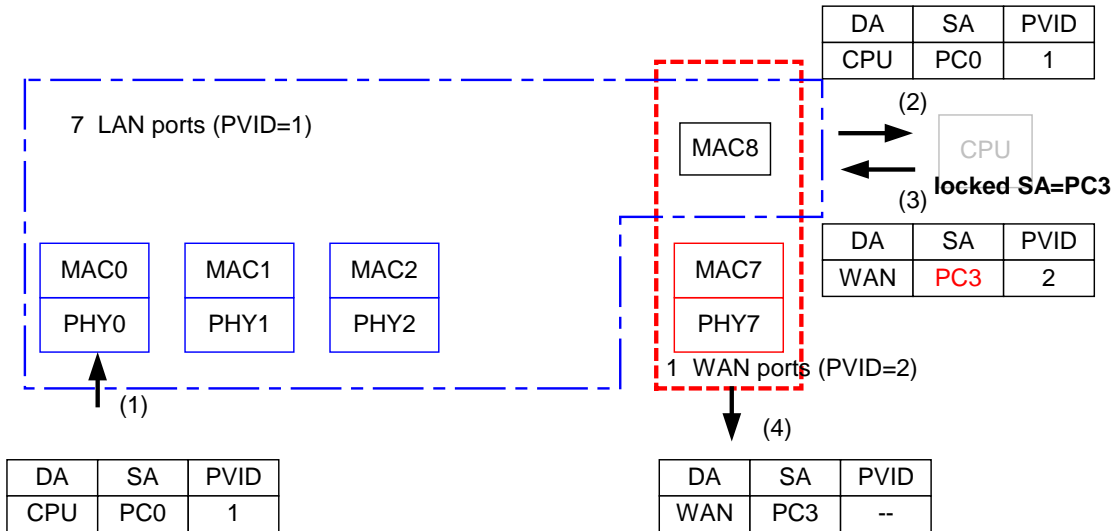 DA SA PVID
CPU PC0 1
7 LAN ports (PVID=1)
(2)
MAC8
CPU
locked SA=PC3
(3)
DA SA PVID
WAN PC3 2
MAC0 MAC1 MAC2 MAC7
PHY0 PHY1 PHY2 PHY7
1 WAN ports (PVID=2)
(1)
(4)
DA SA PVID
CPU PC0 1
DA SA PVID
WAN PC3 --